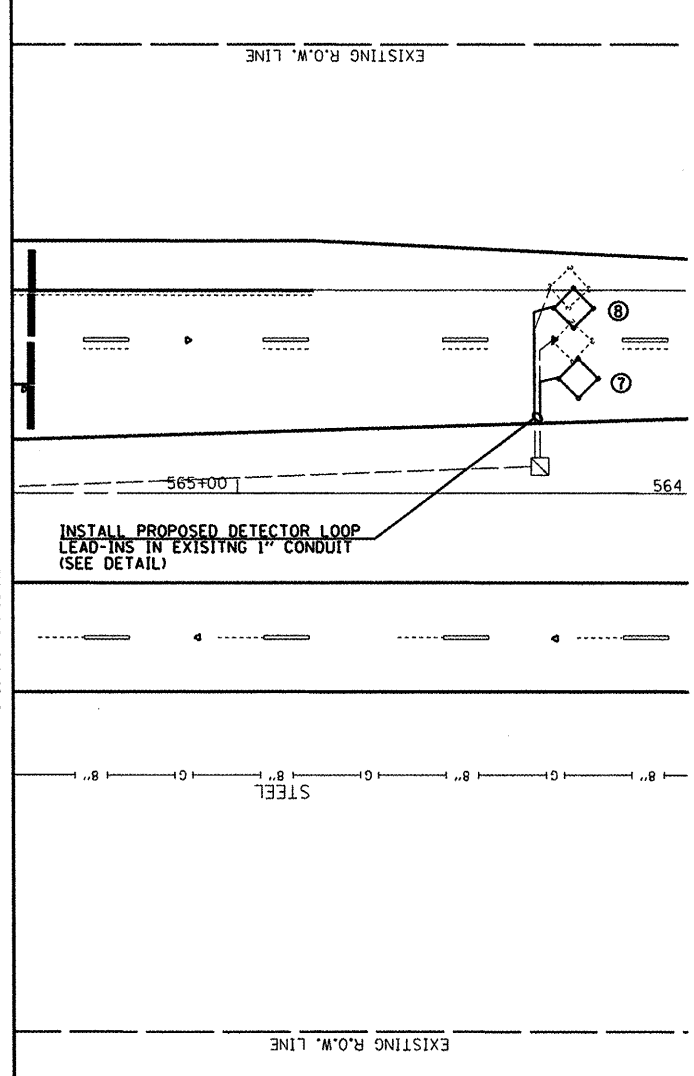 EXISTING R.O.W. LINE
8
7
565+00
564
INSTALL PROPOSED DETECTOR LOOP
LEAD-INS IN EXISITNG 1" CONDUIT
(SEE DETAIL)
8" G 8" G 8" G 8"
STEEL
EXISTING R.O.W. LINE